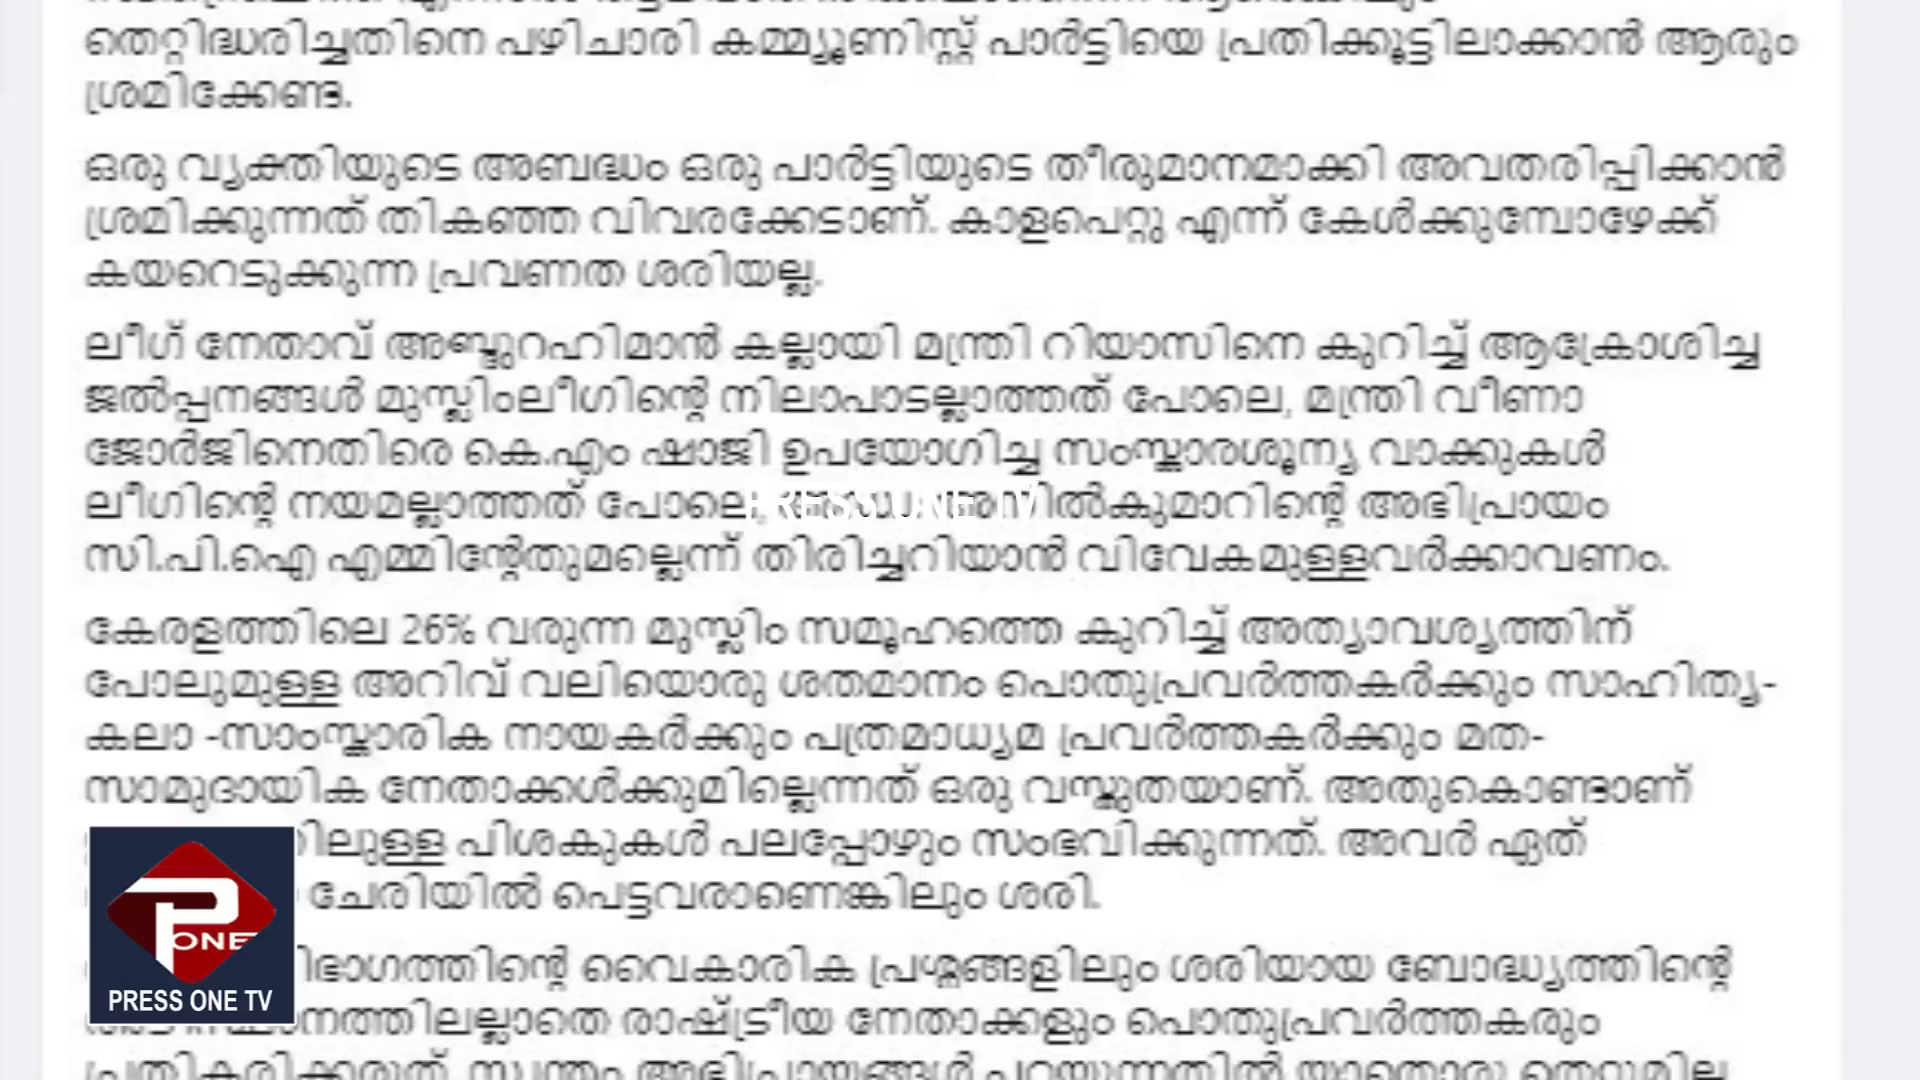 തെറ്റിദ്ധരിച്ചതിനെ പഴിചാരി കമ്മ്യൂണിസ്റ്റ് പാർട്ടിയെ പ്രതിക്കൂട്ടിലാക്കാൻ ആരും
ശ്രമിക്കേണ്ട.
ഒരു വ്യക്തിയുടെ അബദ്ധം ഒരു പാർട്ടിയുടെ തീരുമാനമാക്കി അവതരിപ്പിക്കാൻ
ശ്രമിക്കുന്നത് തികഞ്ഞ വിവരക്കേടാണ്. കാളപെറ്റു എന്ന് കേൾക്കുമ്പോഴേക്ക്
കയറെടുക്കുന്ന പ്രവണത ശരിയല്ല.
ലീഗ് നേതാവ് അബ്ദുറഹിമാൻ കല്ലായി മന്ത്രി റിയാസിനെ കുറിച്ച് ആക്രോശിച്ച
ജൽപ്പനങ്ങൾ മുസ്ലിംലീഗിന്റെ നിലാപാടല്ലാത്തത് പോലെ, മന്ത്രി വീണാ
ജോർജിനെതിരെ കെ.എം ഷാജി ഉപയോഗിച്ച സംസ്കാരശൂന്യ വാക്കുകൾ
ലീഗിന്റെ നയമല്ലാത്തത് പോലെ, അനിൽകുമാറിന്റെ അഭിപ്രായം
PRESS ONE TV
സി.പി.ഐ എമ്മിന്റേതുമല്ലെന്ന് തിരിച്ചറിയാൻ വിവേകമുള്ളവർക്കാവണം.
കേരളത്തിലെ 26% വരുന്ന മുസ്ലിം സമൂഹത്തെ കുറിച്ച് അത്യാവശ്യത്തിന്
പോലുമുള്ള അറിവ് വലിയൊരു ശതമാനം പൊതുപ്രവർത്തകർക്കും സാഹിത്യ-
കലാ -സാംസ്കാരിക നായകർക്കും പത്രമാധ്യമ പ്രവർത്തകർക്കും മത-
സാമുദായിക നേതാക്കൾക്കുമില്ലെന്നത് ഒരു വസ്തുതയാണ്. അതുകൊണ്ടാണ്
പിശകുകൾ പലപ്പോഴും സംഭവിക്കുന്നത്. അവർ ഏത്
ചേരിയിൽ പെട്ടവരാണെങ്കിലും ശരി.
വൈകാരിക പ്രശ്നങ്ങളിലും ശരിയായ ബോദ്ധ്യത്തിന്റെ
രാഷ്ട്രീയ നേതാക്കളും പൊതുപ്രവർത്തകരും
P ONE
PRESS ONE TV